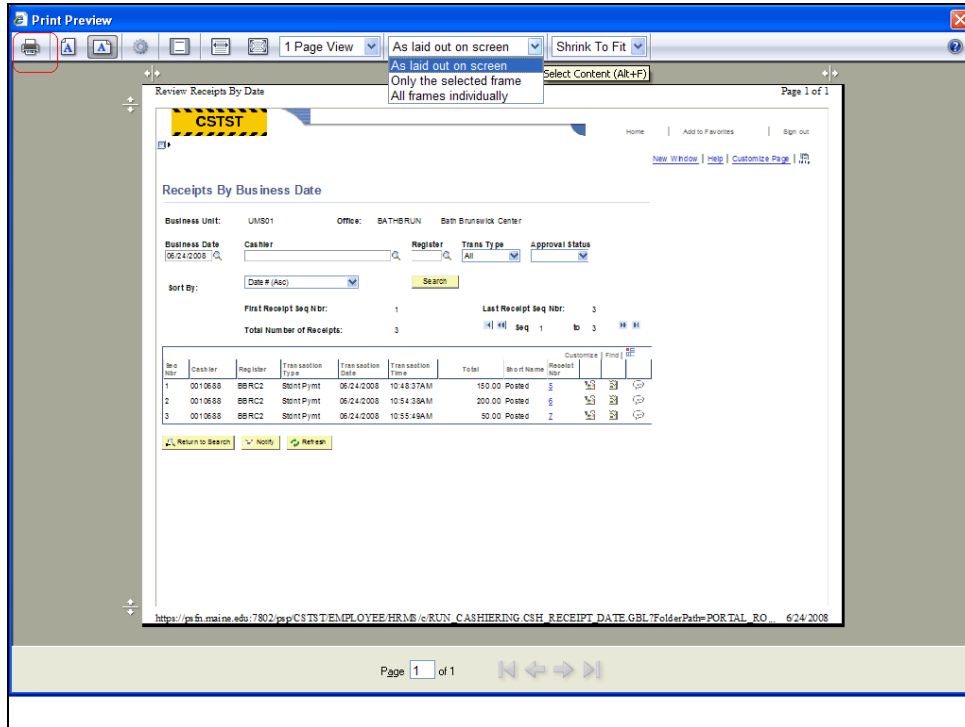 Print Preview
1 Page View As laid out on screen Shrink To Fit
As laid out on screen
Only the selected frame
All frames individually
Select Content (Alt+F)
Review Receipts By Date Page 1 of 1
CSTST
Home | Add to Favorites | Sign out
New Window | Help | Customize Page |
Receipts By Business Date
Business Unit: UMS01 Office: BATHBRUN Bath Brunswick Center
Business Date Cashier Register Trans Type Approval Status
06/24/2008 All
Sort By: Date # (Asc) Search
First Receipt Seq Nbr: 1 Last Receipt Seq Nbr: 3
Total Number of Receipts: 3 Seq 1 to 3
Customize | Find |
Seq Nbr Cashier Register Transaction Type Transaction Date Transaction Time Total Short Name Receipt Nbr
1 0010688 BBRC2 Stdnt Pymt 06/24/2008 10:48:37AM 150.00 Posted 5
2 0010688 BBRC2 Stdnt Pymt 06/24/2008 10:54:38AM 200.00 Posted 6
3 0010688 BBRC2 Stdnt Pymt 06/24/2008 10:55:49AM 50.00 Posted 7
Return to Search Notify Refresh
https://psfn.maine.edu:7802/psp/CSTST/EMPLOYEE/HRMS/c/RUN_CASHIERING.CSH_RECEIPT_DATE.GBL?FolderPath=PORTAL_RO... 6/24/2008
Page 1 of 1